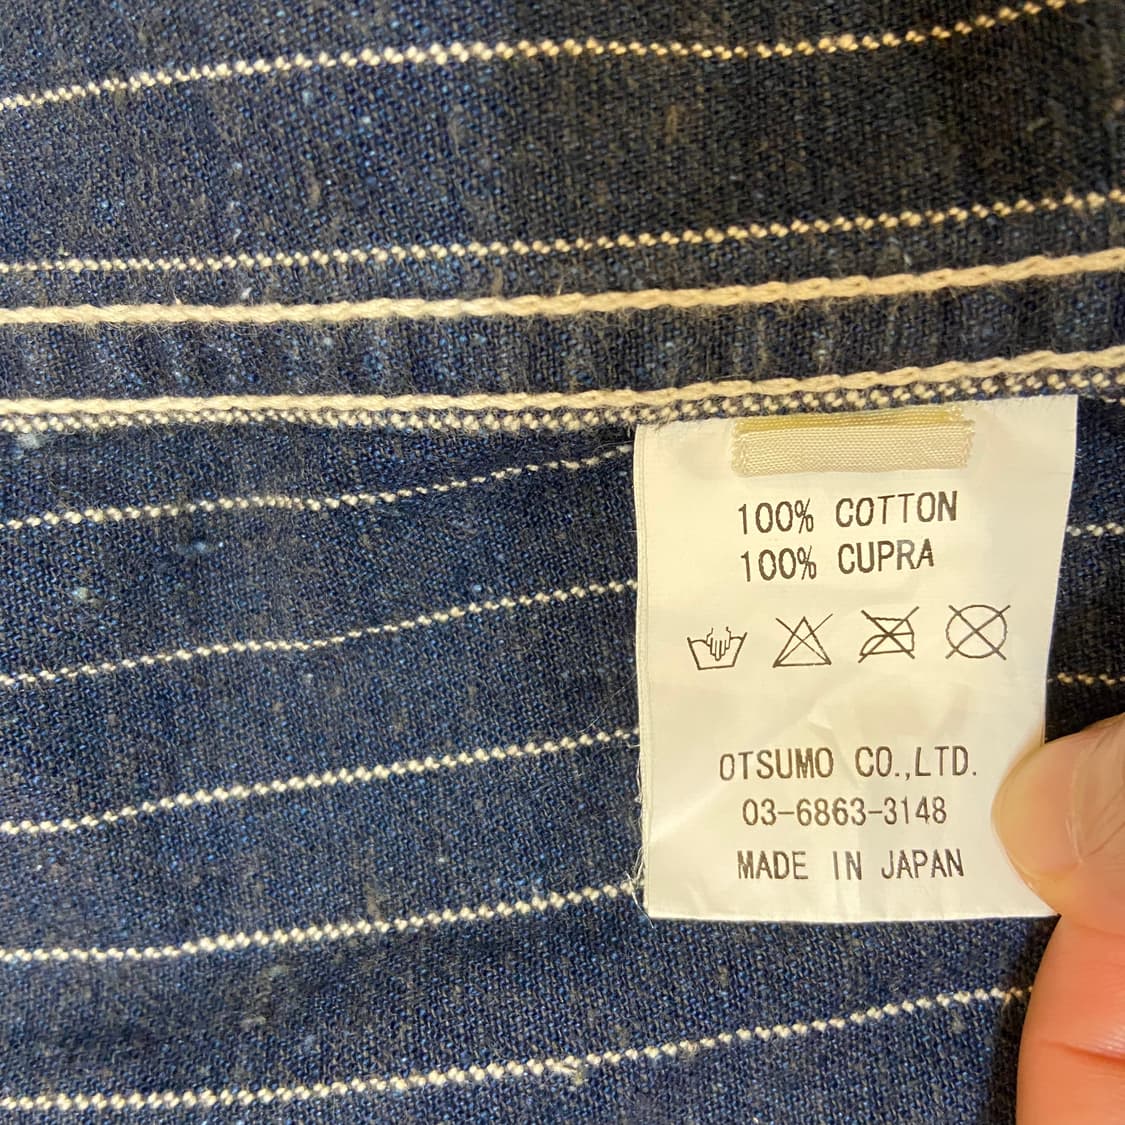 100% COTTON
100% CUPRA
OTSUMO CO.,LTD.
03-6863-3148
MADE IN JAPAN